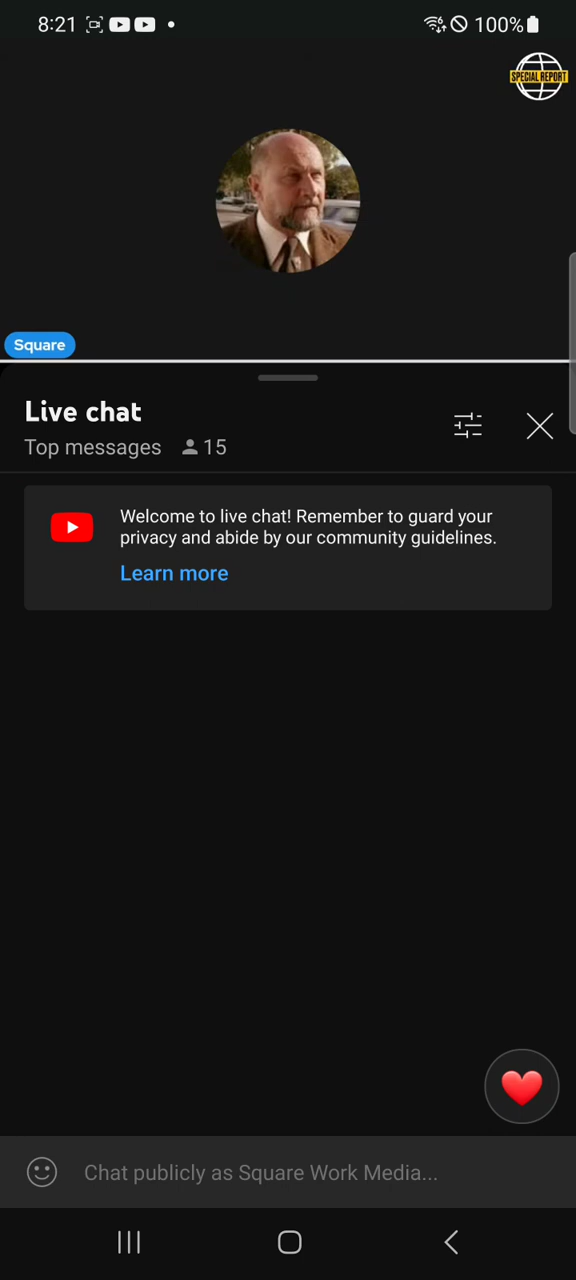 8:21
100%
SPECIAL REPORT
Square
Live chat
Top messages 15
Welcome to live chat! Remember to guard your
privacy and abide by our community guidelines.
Learn more
Chat publicly as Square Work Media...